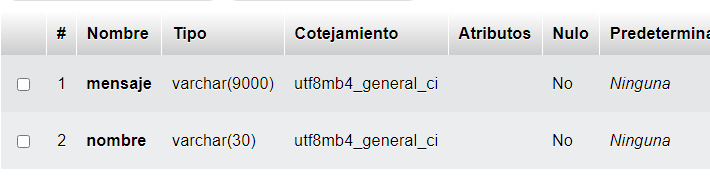 # Nombre Tipo Cotejamiento Atributos Nulo Predetermina
1 mensaje varchar(9000) utf8mb4_general_ci No Ninguna
2 nombre varchar(30) utf8mb4_general_ci No Ninguna